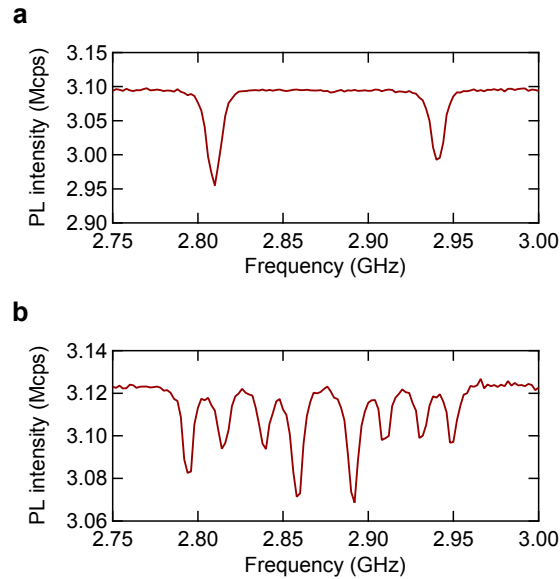 a
3.15
3.10
3.05
3.00
2.95
2.90
PL intensity (Mcps)
2.75 2.80 2.85 2.90 2.95 3.00
Frequency (GHz)
b
3.14
3.12
3.10
3.08
3.06
PL intensity (Mcps)
2.75 2.80 2.85 2.90 2.95 3.00
Frequency (GHz)